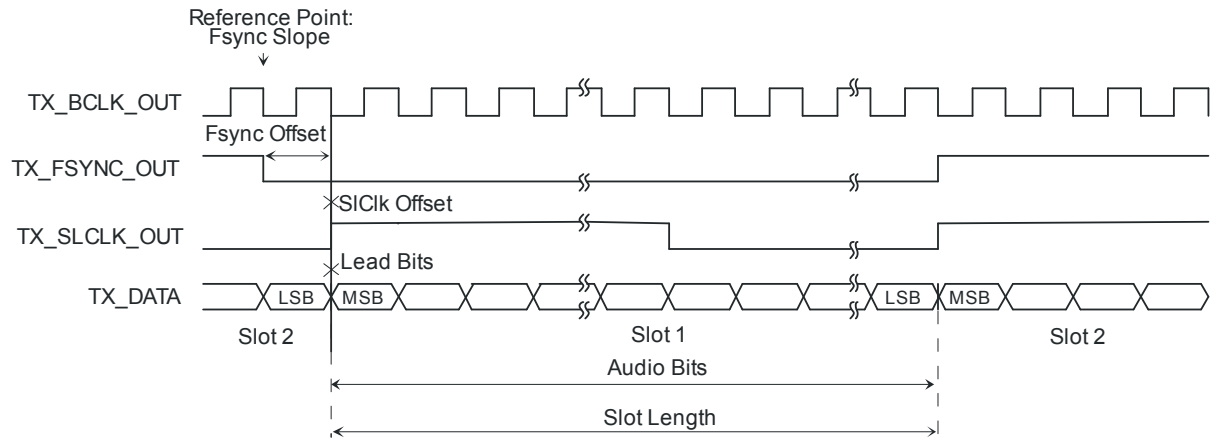 Reference Point:
Fsync Slope
TX_BCLK_OUT
Fsync Offset
TX_FSYNC_OUT
SlClk Offset
TX_SLCLK_OUT
Lead Bits
TX_DATA
LSB
MSB
LSB
MSB
Slot 2
Slot 1
Slot 2
Audio Bits
Slot Length